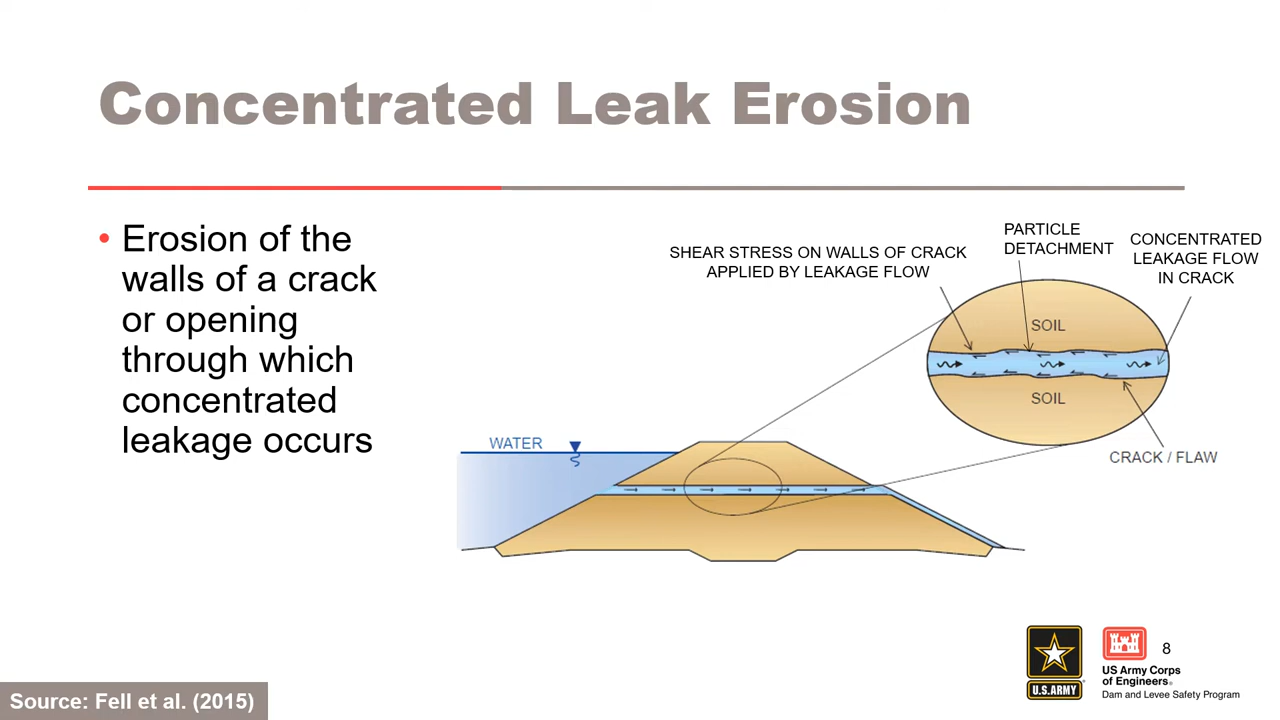 Concentrated Leak Erosion
• Erosion of the
walls of a crack
or opening
through which
concentrated
leakage occurs
SHEAR STRESS ON WALLS OF CRACK
APPLIED BY LEAKAGE FLOW
PARTICLE
DETACHMENT
CONCENTRATED
LEAKAGE FLOW
IN CRACK
SOIL
SOIL
CRACK / FLAW
WATER
U.S.ARMY
US Army Corps
of Engineers®
Dam and Levee Safety Program
8
Source: Fell et al. (2015)